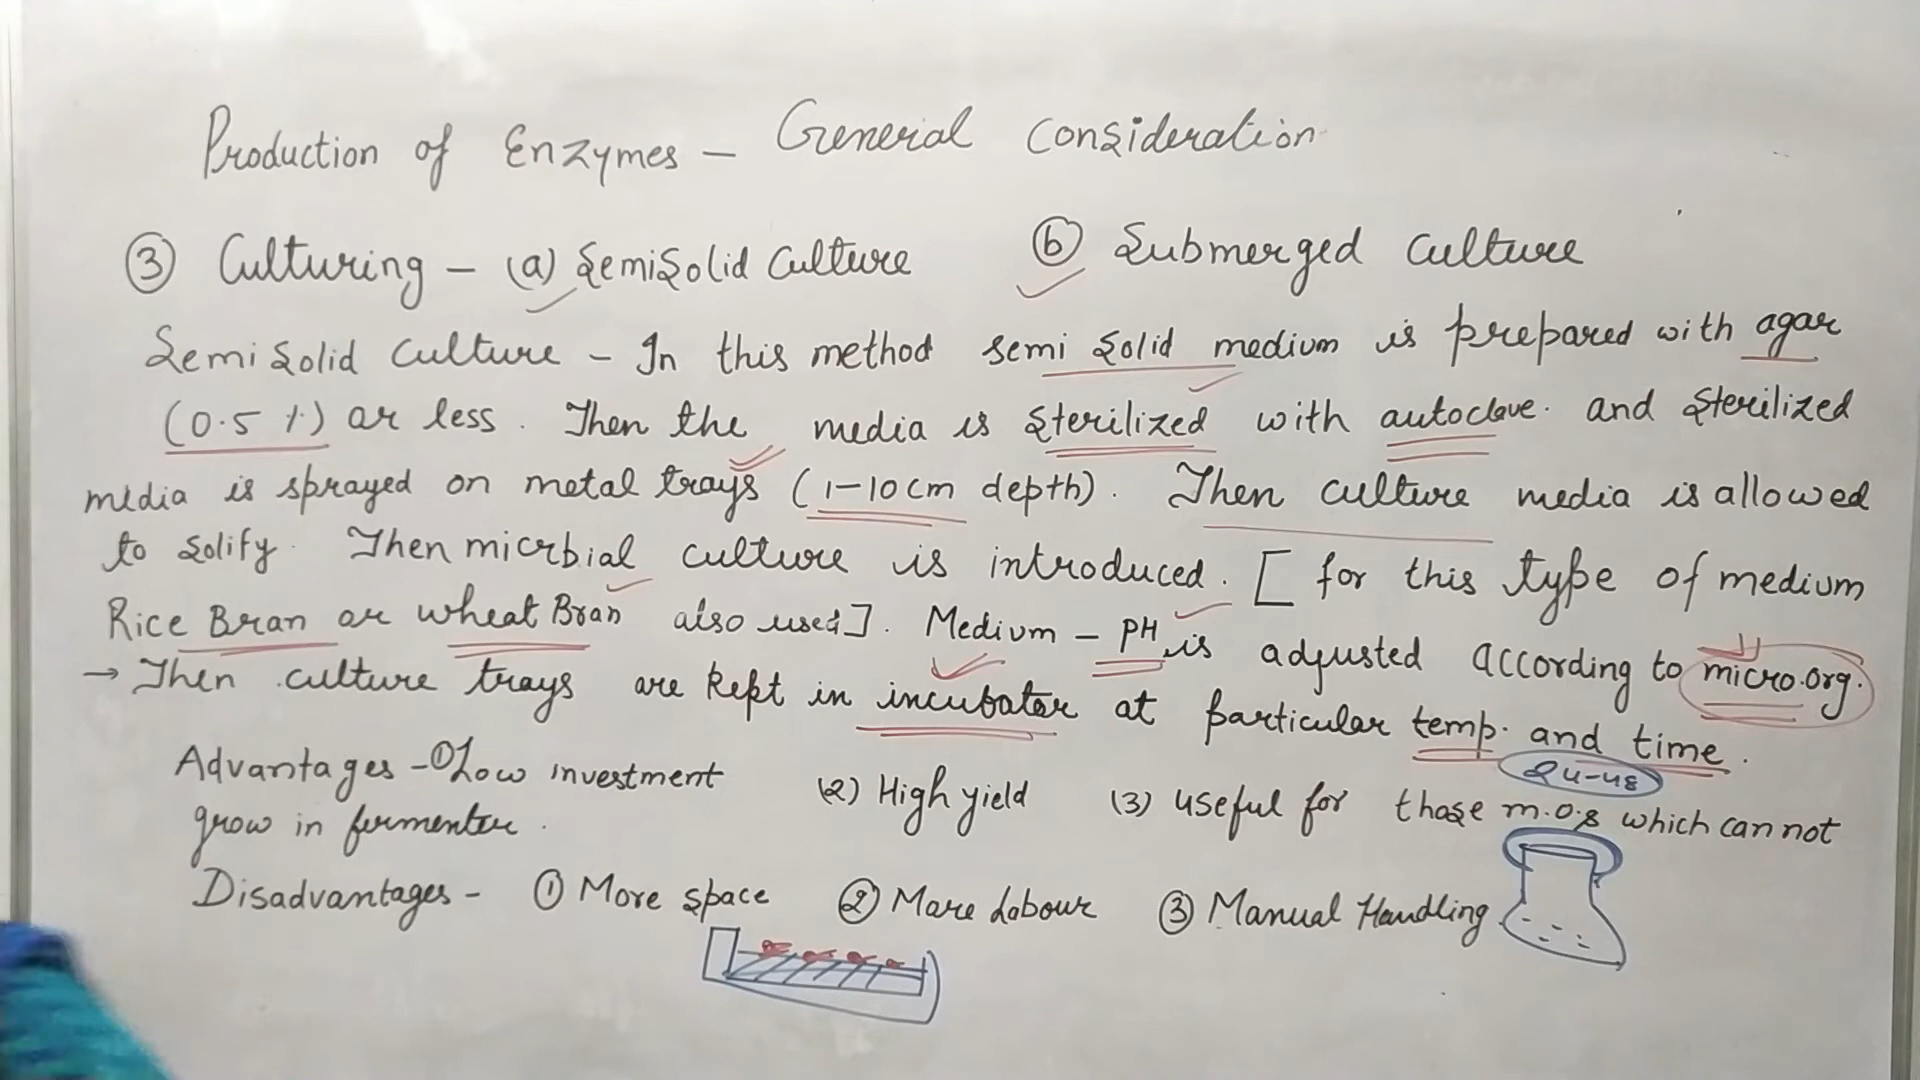 Production of Enzymes – General Consideration
③ Culturing – (a) Semisolid Culture ⓑ Submerged Culture
Semisolid Culture – In this method semi solid medium is prepared with agar
(0.5 %) or less. Then the media is sterilized with autoclave. and sterilized
media is sprayed on metal trays (1–10 cm depth). Then culture media is allowed
to solify. Then micrbial culture is introduced. [for this type of medium
Rice Bran or wheat Bran also used]. Medium – PH is adjusted according to micro.org.
→ Then culture trays are kept in incubator at particular temp. and time.
24-48
Advantages – ① Low investment (2) High yield (3) useful for those m.o.s which can not
grow in fermenter.
Disadvantages – ① More space ② More Labour ③ Manual Handling.